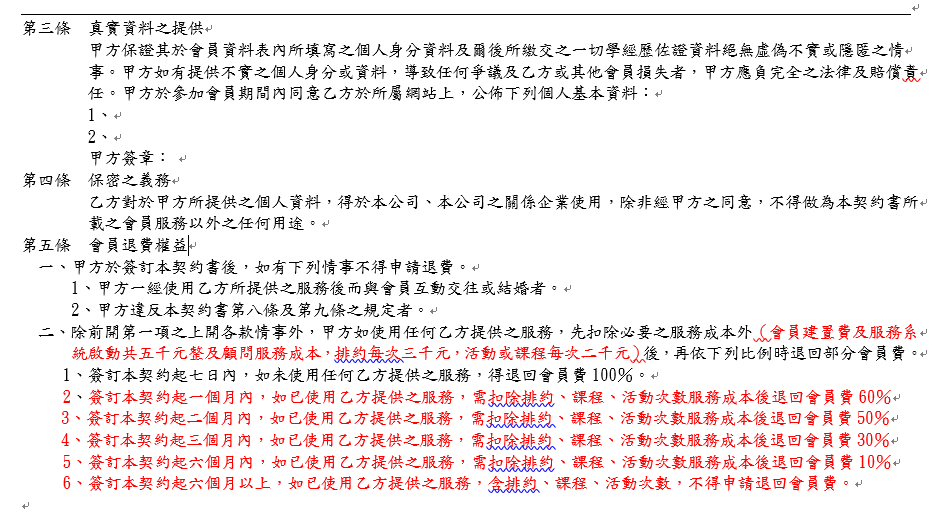 第三條　真實資料之提供
甲方保證其於會員資料表內所填寫之個人身分資料及爾後所繳交之一切學經歷佐證資料絕無虛偽不實或隱匿之情
事。甲方如有提供不實之個人身分或資料，導致任何爭議及乙方或其他會員損失者，甲方應負完全之法律及賠償責
任。甲方於參加會員期間內同意乙方於所屬網站上，公佈下列個人基本資料：
1、
2、
甲方簽章：
第四條　保密之義務
乙方對於甲方所提供之個人資料，得於本公司、本公司之關係企業使用，除非經甲方之同意，不得做為本契約書所
載之會員服務以外之任何用途。
第五條　會員退費權益
一、甲方於簽訂本契約書後，如有下列情事不得申請退費。
1、甲方一經使用乙方所提供之服務後而與會員互動交往或結婚者。
2、甲方違反本契約書第八條及第九條之規定者。
二、除前開第一項之上開各款情事外，甲方如使用任何乙方提供之服務，先扣除必要之服務成本外（會員建置費及服務系
統啟動共五千元整及顧問服務成本，排約每次三千元，活動或課程每次二千元）後，再依下列比例時退回部分會員費。
1、簽訂本契約起七日內，如未使用任何乙方提供之服務，得退回會員費 100%。
2、簽訂本契約起一個月內，如已使用乙方提供之服務，需扣除排約、課程、活動次數服務成本後退回會員費 60%
3、簽訂本契約起二個月內，如已使用乙方提供之服務，需扣除排約、課程、活動次數服務成本後退回會員費 50%
4、簽訂本契約起三個月內，如已使用乙方提供之服務，需扣除排約、課程、活動次數服務成本後退回會員費 30%
5、簽訂本契約起六個月內，如已使用乙方提供之服務，需扣除排約、課程、活動次數服務成本後退回會員費 10%
6、簽訂本契約起六個月以上，如已使用乙方提供之服務，含排約、課程、活動次數，不得申請退回會員費。